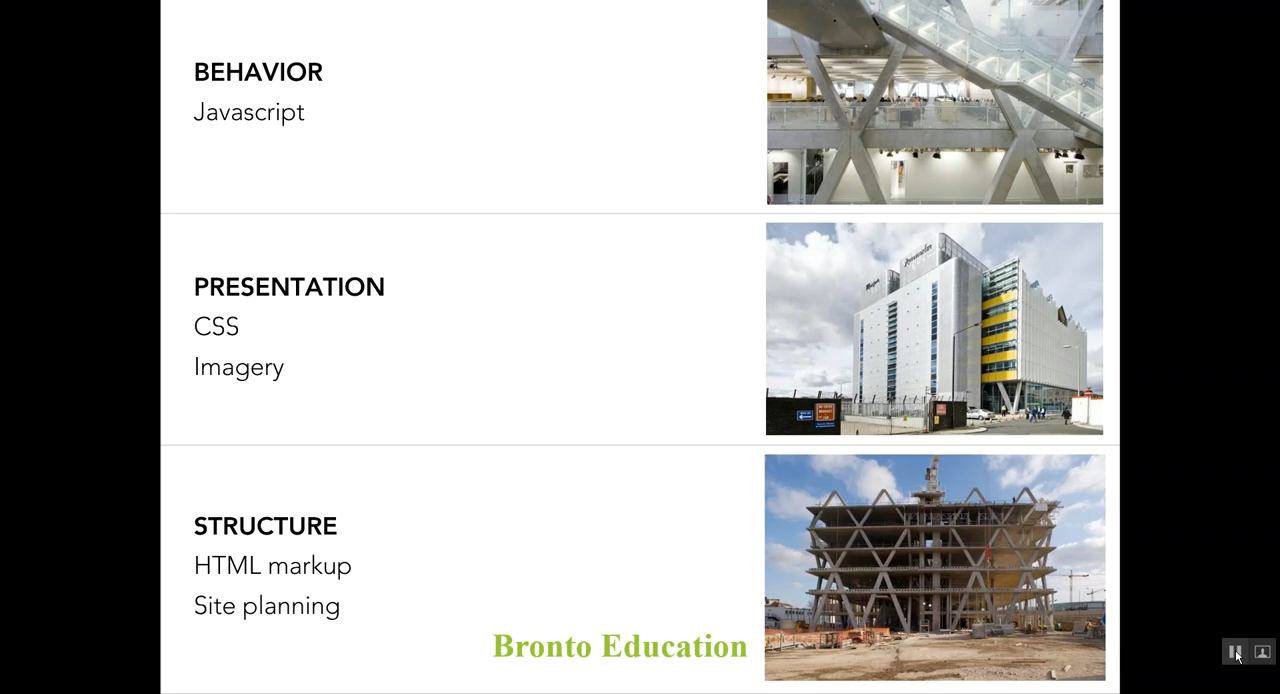 BEHAVIOR
Javascript
PRESENTATION
CSS
Imagery
STRUCTURE
HTML markup
Site planning
Bronto Education